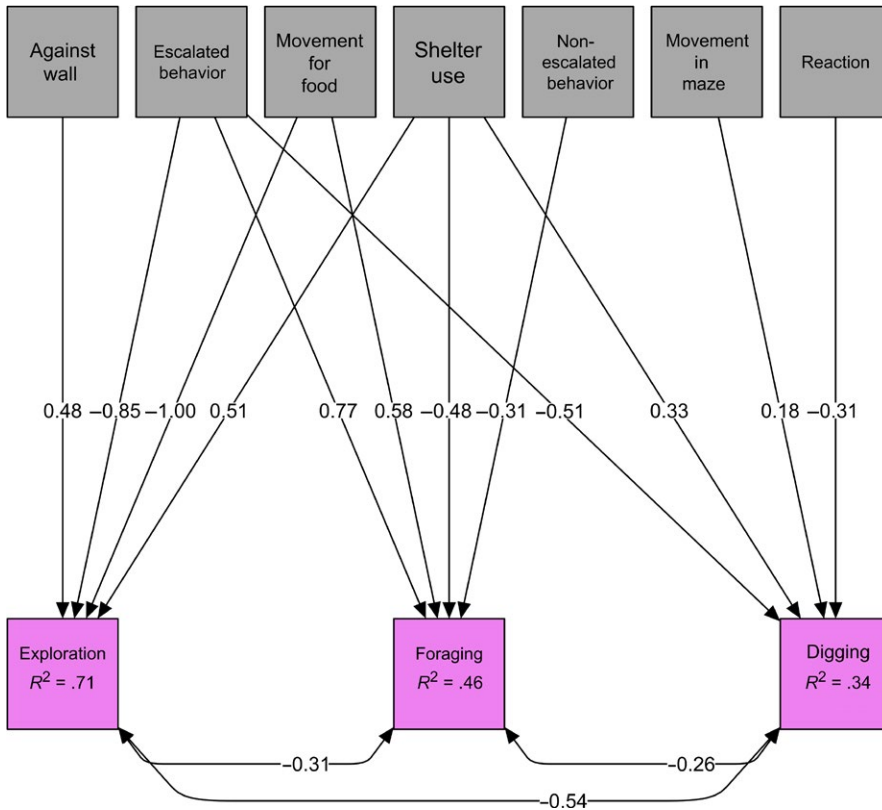 Against
wall
Escalated
behavior
Movement
for
food
Shelter
use
Non-
escalated
behavior
Movement
in
maze
Reaction
0.48
–0.85
–1.00
0.51
0.77
0.58
–0.48
–0.31
–0.51
0.33
0.18
–0.31
Exploration
R² = .71
Foraging
R² = .46
Digging
R² = .34
–0.31
–0.26
–0.54